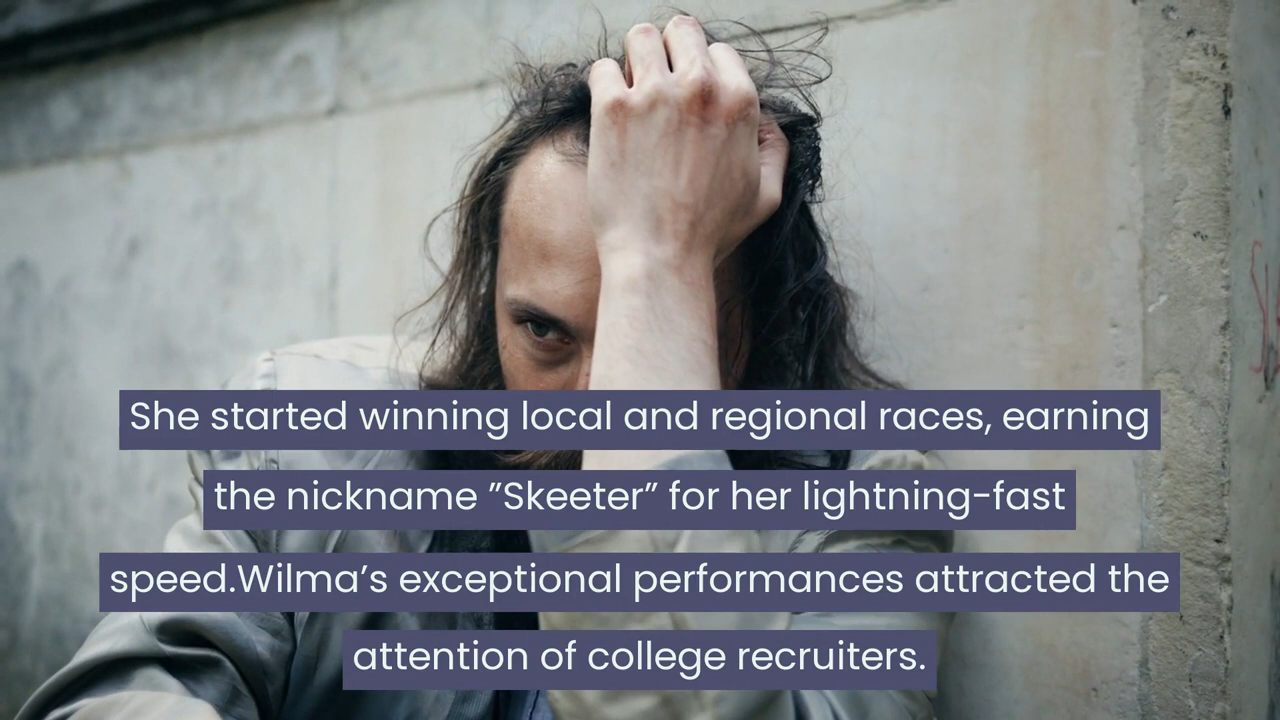 She started winning local and regional races, earning
the nickname ”Skeeter” for her lightning-fast
speed.Wilma’s exceptional performances attracted the
attention of college recruiters.